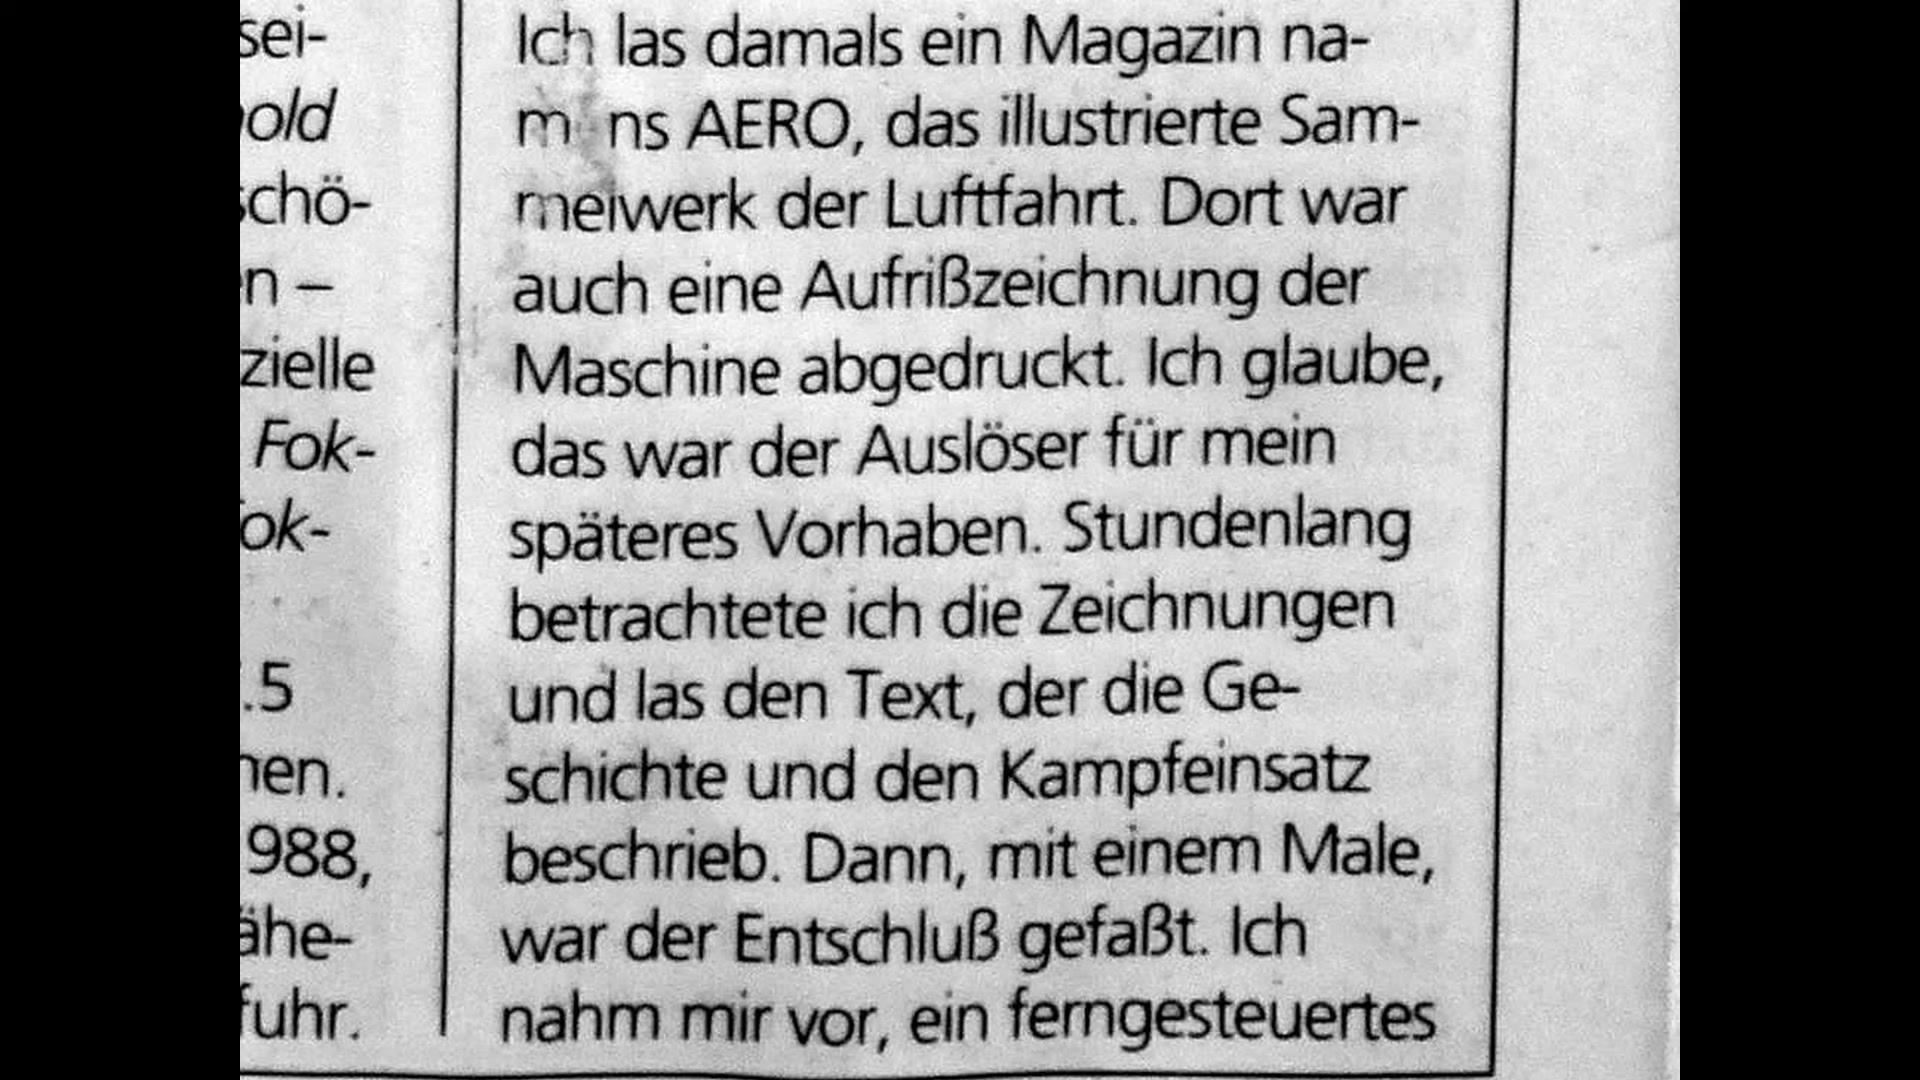 sei-
old
schö-
n –
zielle
Fok-
ok-
.5
nen.
988,
ähe-
fuhr.
Ich las damals ein Magazin na-
m ns AERO, das illustrierte Sam-
melwerk der Luftfahrt. Dort war
auch eine Aufrißzeichnung der
Maschine abgedruckt. Ich glaube,
das war der Auslöser für mein
späteres Vorhaben. Stundenlang
betrachtete ich die Zeichnungen
und las den Text, der die Ge-
schichte und den Kampfeinsatz
beschrieb. Dann, mit einem Male,
war der Entschluß gefaßt. Ich
nahm mir vor, ein ferngesteuertes